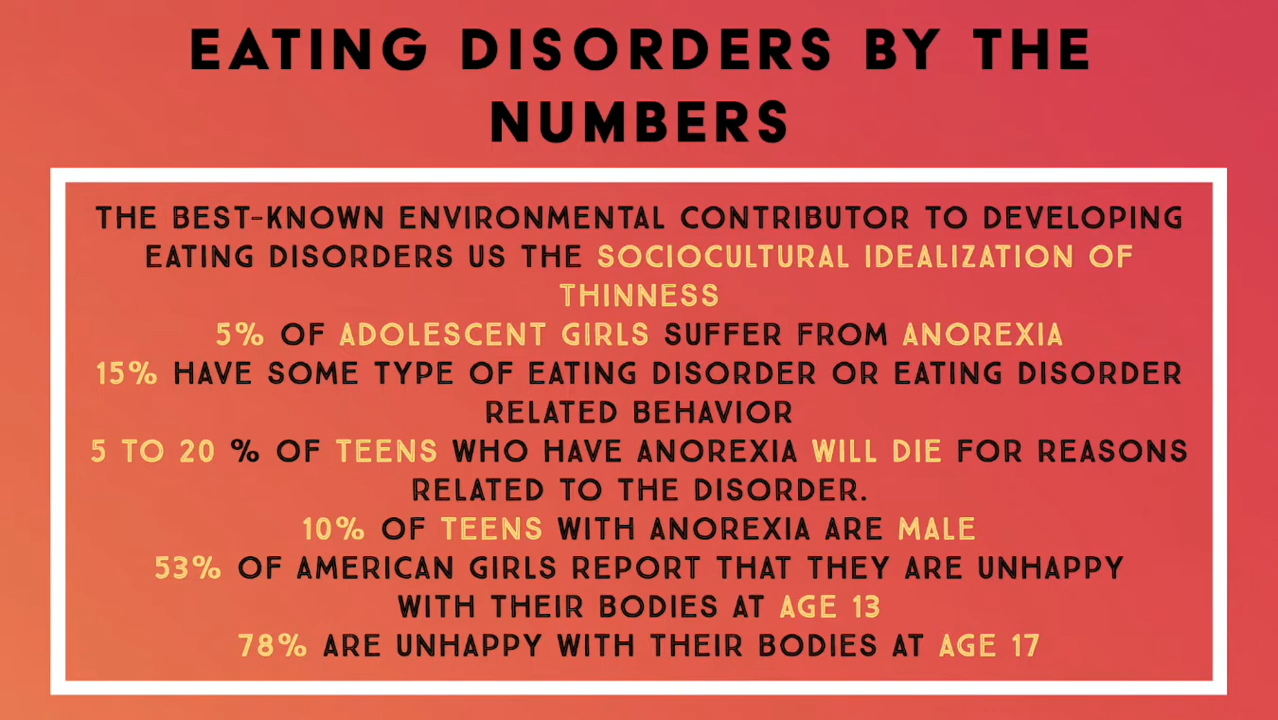 EATING DISORDERS BY THE
NUMBERS
THE BEST-KNOWN ENVIRONMENTAL CONTRIBUTOR TO DEVELOPING
EATING DISORDERS US THE SOCIOCULTURAL IDEALIZATION OF
THINNESS
5% OF ADOLESCENT GIRLS SUFFER FROM ANOREXIA
15% HAVE SOME TYPE OF EATING DISORDER OR EATING DISORDER
RELATED BEHAVIOR
5 TO 20 % OF TEENS WHO HAVE ANOREXIA WILL DIE FOR REASONS
RELATED TO THE DISORDER.
10% OF TEENS WITH ANOREXIA ARE MALE
53% OF AMERICAN GIRLS REPORT THAT THEY ARE UNHAPPY
WITH THEIR BODIES AT AGE 13
78% ARE UNHAPPY WITH THEIR BODIES AT AGE 17